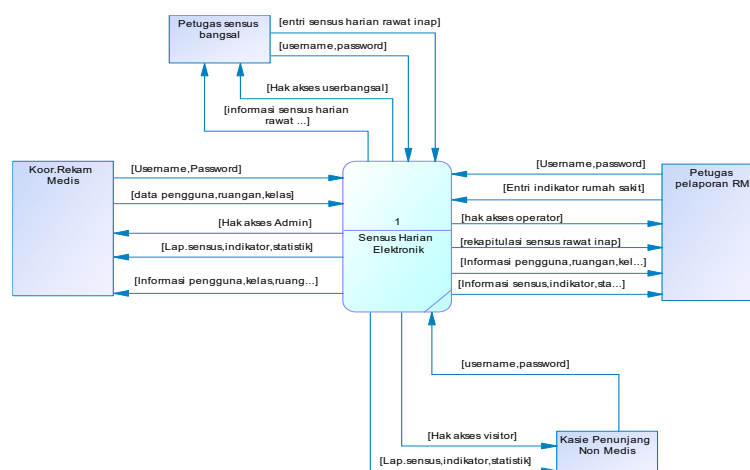 Petugas sensus
bangsal
[entri sensus harian rawat inap]
[username,password]
[Hak akses userbangsal]
[informasi sensus harian
rawat ...]
Koor.Rekam
Medis
[Username,Password]
[data pengguna,ruangan,kelas]
[Hak akses Admin]
[Lap.sensus,indikator,statistik]
[Informasi pengguna,kelas,ruang...]
1
Sensus Harian
Elektronik
Petugas
pelaporan RM
[Username,password]
[Entri indikator rumah sakit]
[hak akses operator]
[rekapitulasi sensus rawat inap]
[Informasi pengguna,ruangan,kel...]
[Informasi sensus,indikator,sta...]
[username,password]
[Hak akses visitor]
Kasie Penunjang
Non Medis
[Lap.sensus,indikator,statistik]